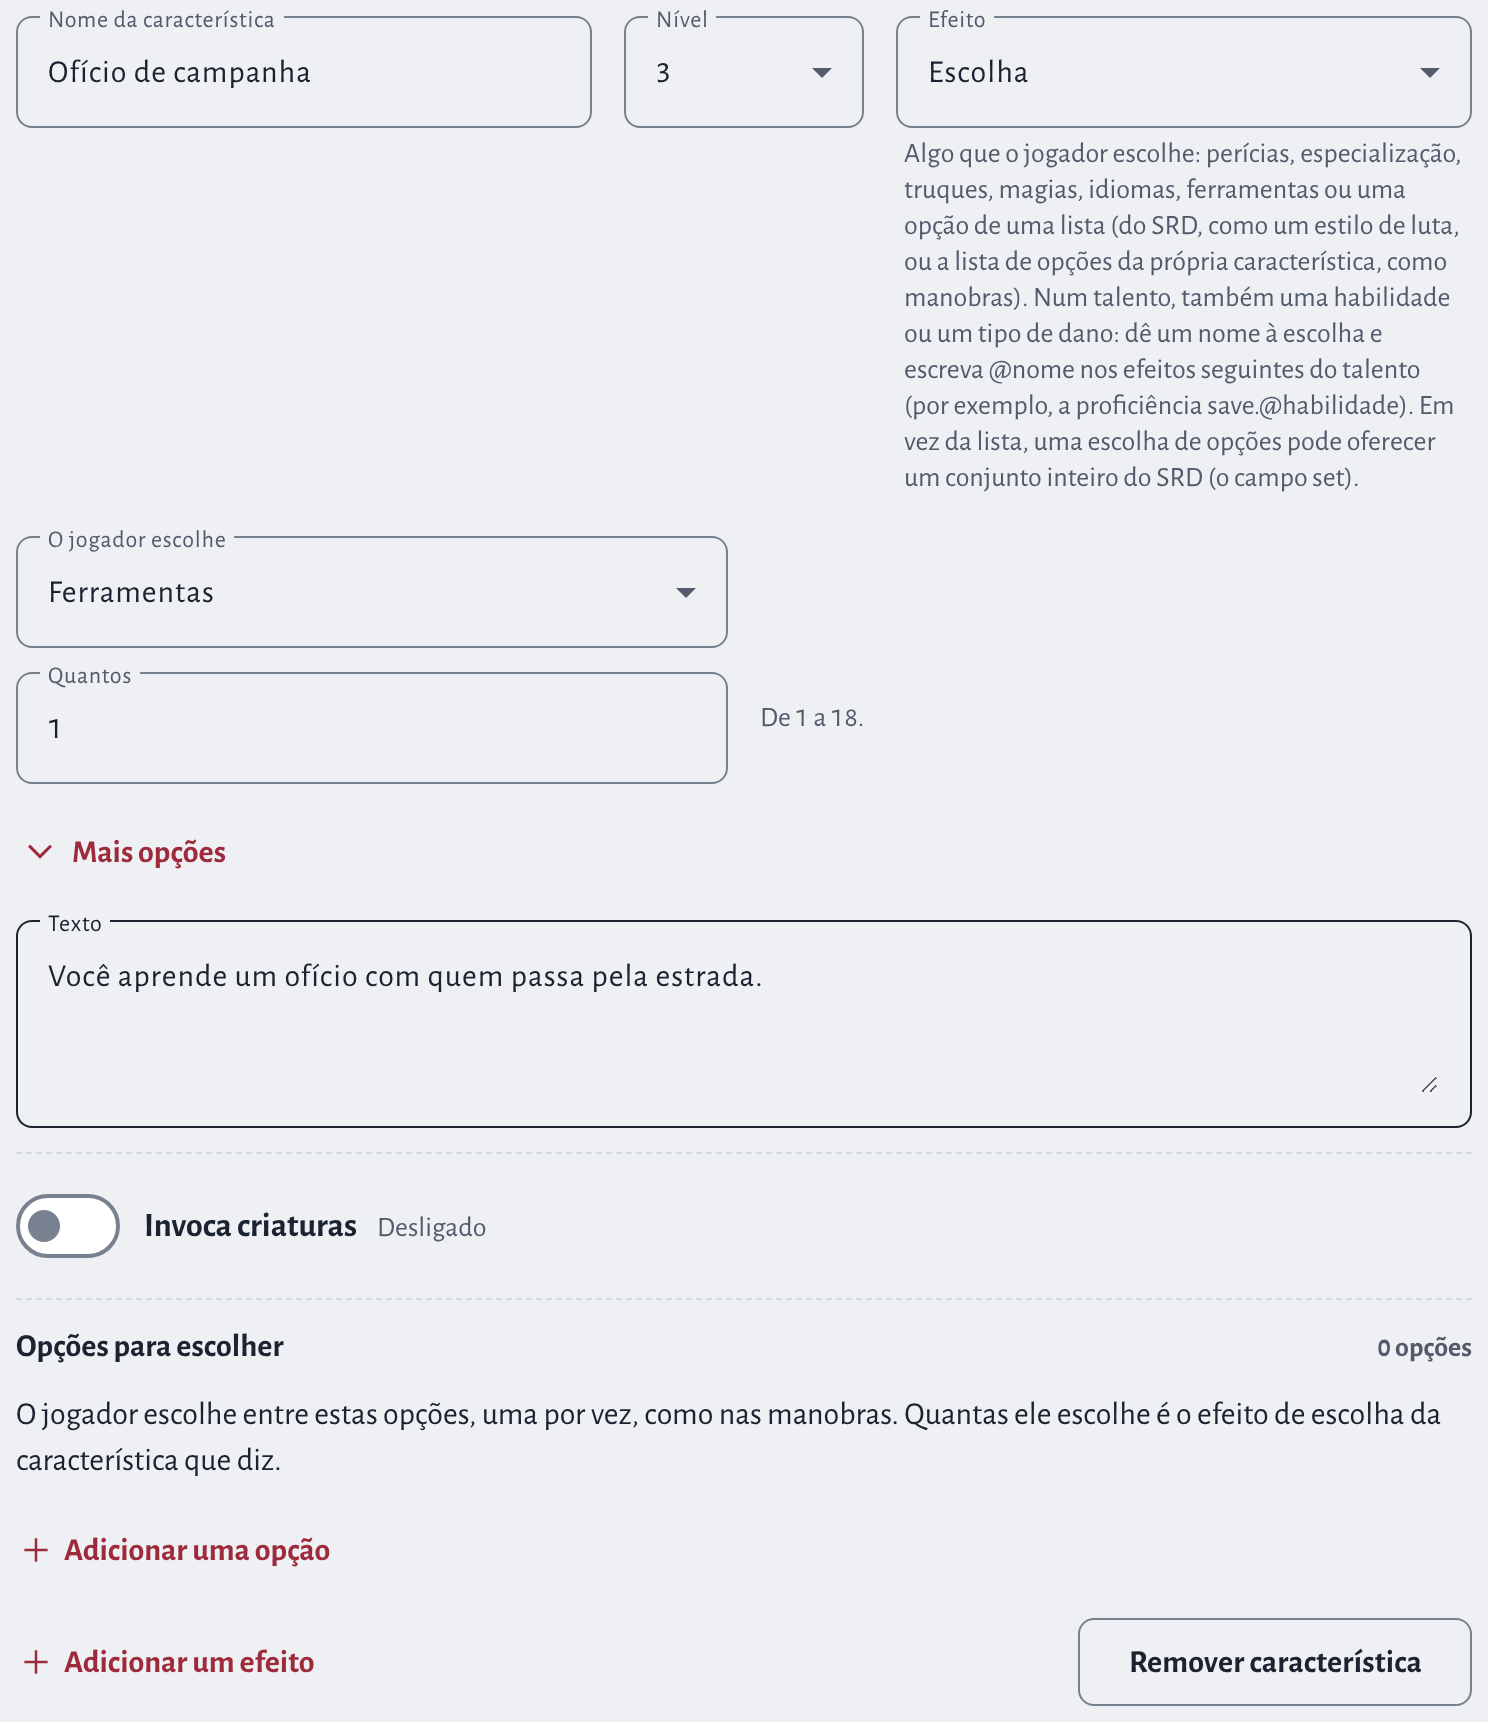 Nome da característica
Ofício de campanha
Nível
3
Efeito
Escolha
Algo que o jogador escolhe: perícias, especialização,
truques, magias, idiomas, ferramentas ou uma
opção de uma lista (do SRD, como um estilo de luta,
ou a lista de opções da própria característica, como
manobras). Num talento, também uma habilidade
ou um tipo de dano: dê um nome à escolha e
escreva @nome nos efeitos seguintes do talento
(por exemplo, a proficiência save.@habilidade). Em
vez da lista, uma escolha de opções pode oferecer
um conjunto inteiro do SRD (o campo set).
O jogador escolhe
Ferramentas
Quantos
1
De 1 a 18.
Mais opções
Texto
Você aprende um ofício com quem passa pela estrada.
Invoca criaturas Desligado
Opções para escolher
0 opções
O jogador escolhe entre estas opções, uma por vez, como nas manobras. Quantas ele escolhe é o efeito de escolha da
característica que diz.
Adicionar uma opção
Adicionar um efeito
Remover característica